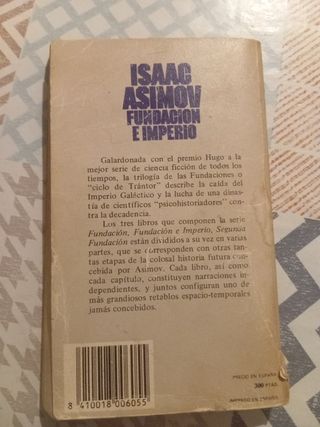 ISAAC
ASIMOV
FUNDACION
E IMPERIO
Galardonada con el premio Hugo a la
mejor serie de ciencia ficción de todos los
tiempos, la trilogía de las Fundaciones o
"ciclo de Trántor" describe la caída del
Imperio Galáctico y la lucha de una dinas-
tía de científicos "psicohistoriadores" con-
tra la decadencia.
Los tres libros que componen la serie
Fundación, Fundación e Imperio, Segunda
Fundación están divididos a su vez en varias
partes, que se corresponden con otras tan-
tas etapas de la colosal historia futura con-
cebida por Asimov. Cada libro, así como
cada capítulo, constituyen narraciones in-
dependientes, y juntos configuran uno de
más grandiosos retablos espacio-temporales
jamás concebidos.
PRECIO EN ESPAÑA
300 PTAS.
IMPRESO EN ESPAÑA
8 410018 006055